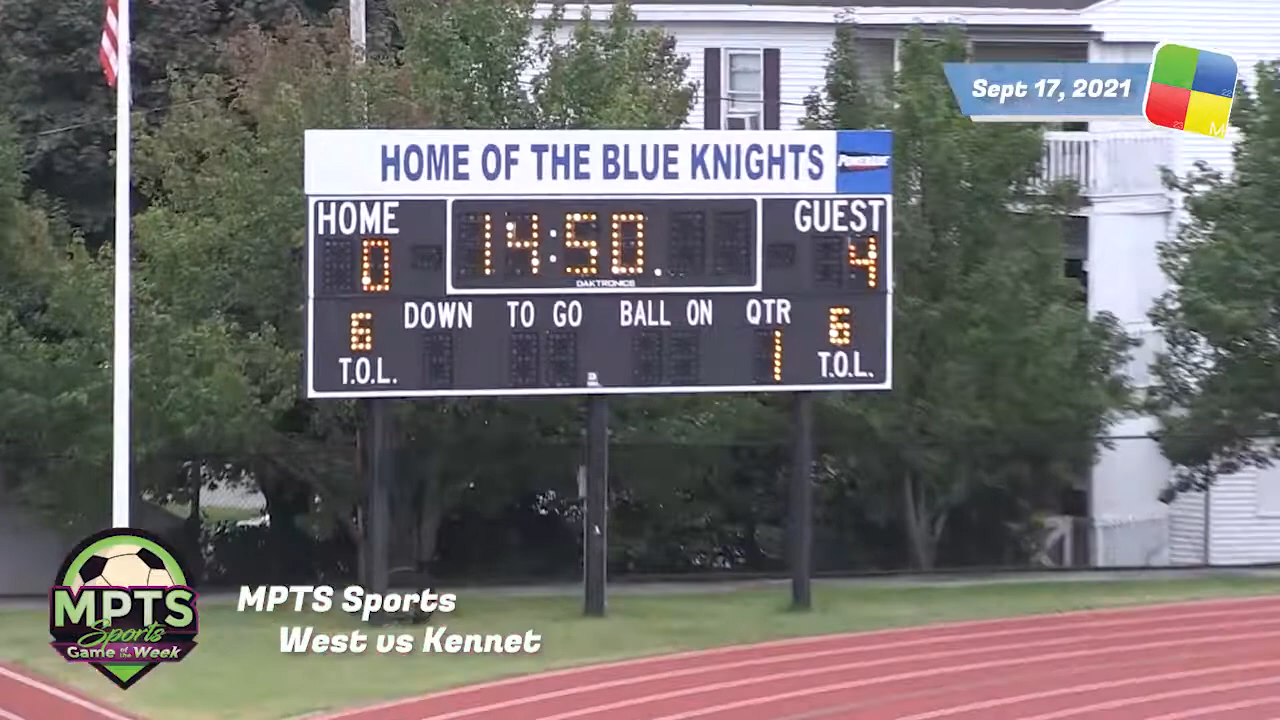 Sept 17, 2021
M
HOME OF THE BLUE KNIGHTS
POWERADE
HOME
14:50.
GUEST
0
4
DAKTRONICS
DOWN TO GO BALL ON QTR
6
6
1
T.O.L.
T.O.L.
MPTS
Sports
Game of the Week
MPTS Sports
West vs Kennet